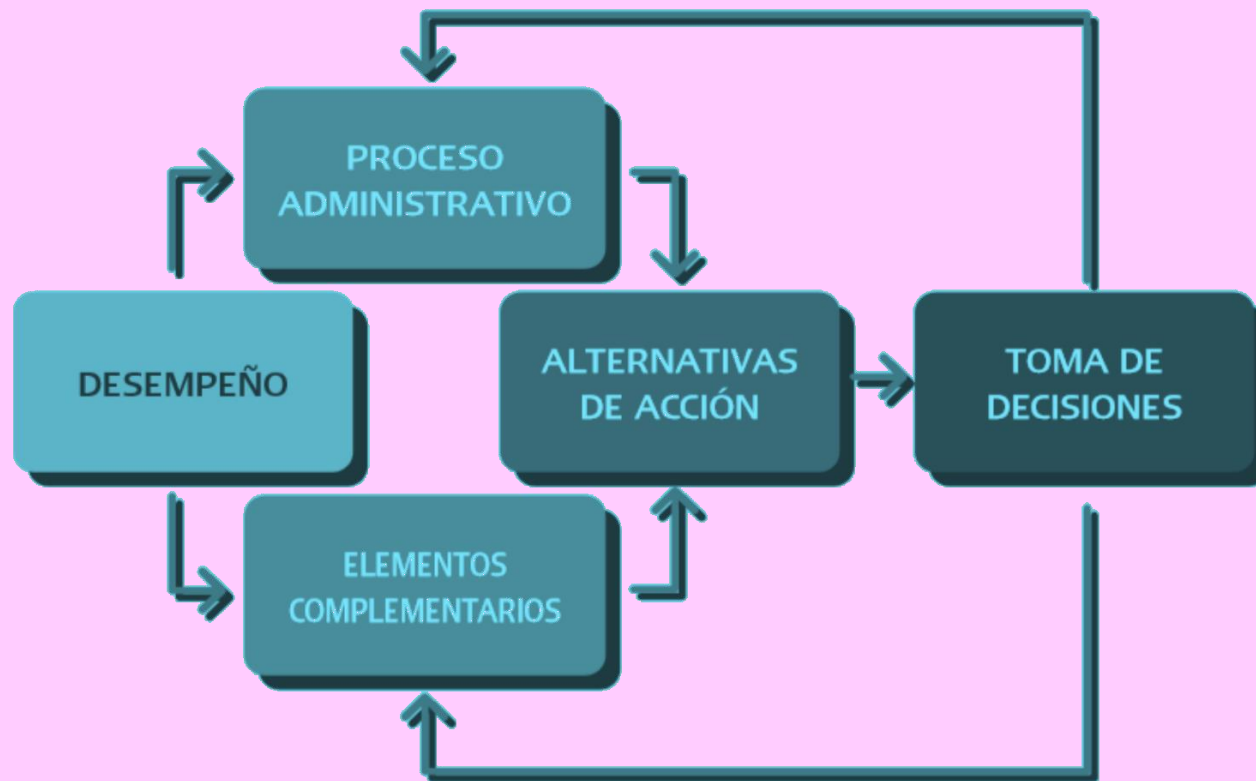 PROCESO
ADMINISTRATIVO
DESEMPEÑO
ALTERNATIVAS
DE ACCIÓN
TOMA DE
DECISIONES
ELEMENTOS
COMPLEMENTARIOS